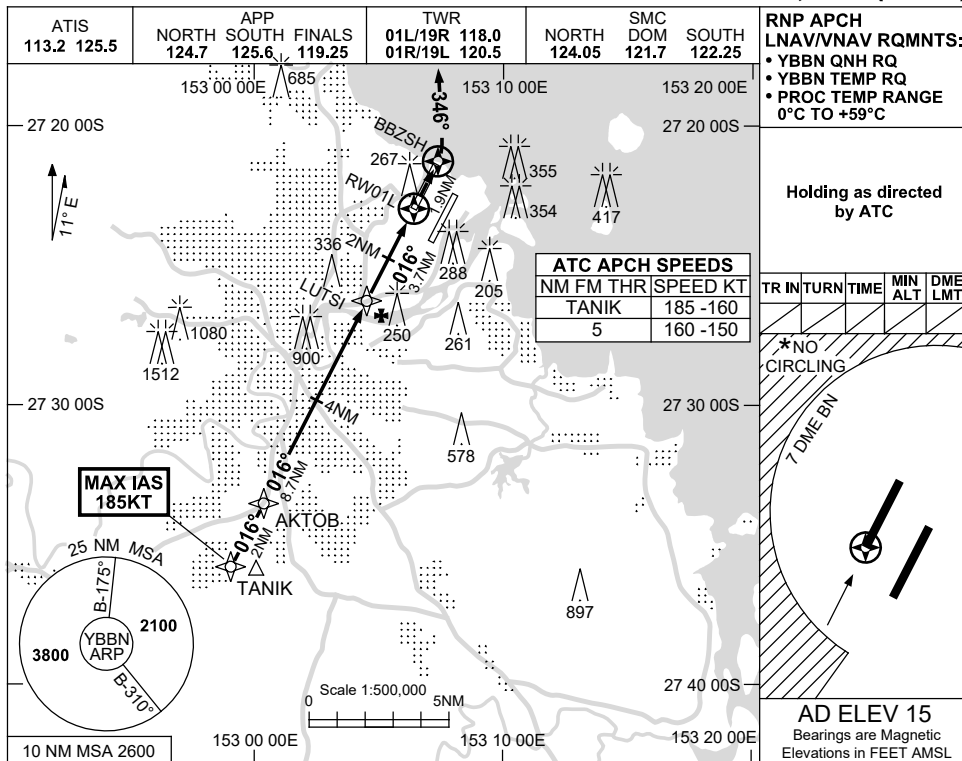 ATIS
113.2 125.5
APP
NORTH SOUTH FINALS
124.7 125.6 119.25
TWR
01L/19R 118.0
01R/19L 120.5
SMC
NORTH DOM SOUTH
124.05 121.7 122.25
RNP APCH
LNAV/VNAV RQMNTS:
• YBBN QNH RQ
• YBBN TEMP RQ
• PROC TEMP RANGE
0°C TO +59°C
Holding as directed
by ATC
TR IN TURN TIME MIN ALT DME LMT
*NO
CIRCLING
7 DME BN
AD ELEV 15
Bearings are Magnetic
Elevations in FEET AMSL
685
153 00 00E
153 10 00E
153 20 00E
27 20 00S
27 20 00S
346°
BBZSH
267
355
RW01L
1.9NM
354
417
11° E
336
2NM
016°
3.7NM
288
205
LUTSI
250
261
ATC APCH SPEEDS
NM FM THR SPEED KT
TANIK 185 -160
5 160 -150
1080
1512
900
27 30 00S
27 30 00S
4NM
578
016°
8.7NM
MAX IAS
185KT
AKTOB
016°
2NM
TANIK
897
25 NM MSA
B-175°
YBBN
ARP
2100
3800
B-310°
Scale 1:500,000
0 5NM
27 40 00S
10 NM MSA 2600
153 00 00E
153 10 00E
153 20 00E